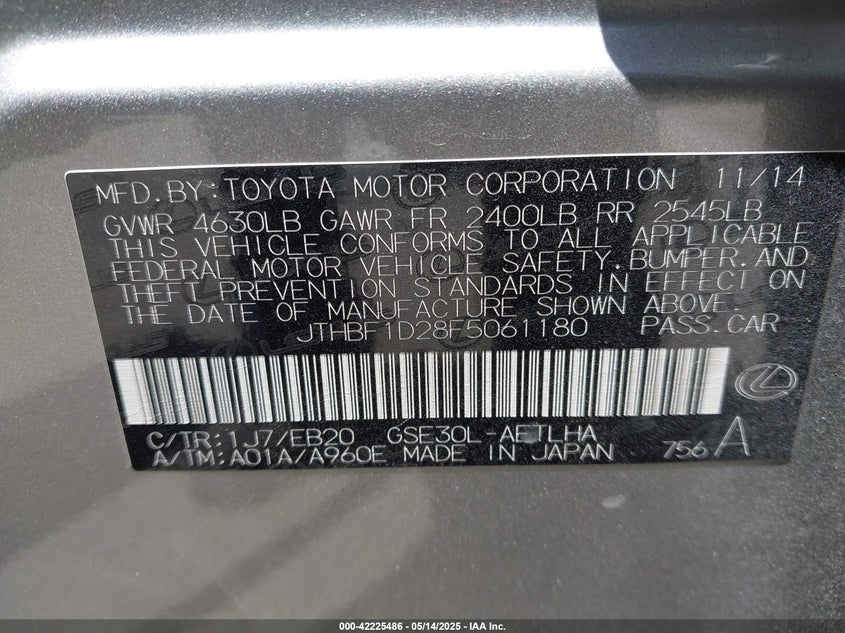 MFD.BY:TOYOTA MOTOR CORPORATION 11/14
GVWR 4630LB GAWR FR 2400LB RR 2545LB
THIS VEHICLE CONFORMS TO ALL APPLICABLE
FEDERAL MOTOR VEHICLE SAFETY,BUMPER,AND
THEFT PREVENTION STANDARDS IN EFFECT ON
THE DATE OF MANUFACTURE SHOWN ABOVE.
JTHBF1D28F5061180 PASS.CAR
C/TR:1J7/EB20 GSE30L-AETLHA
A/TM:A01A/A960E MADE IN JAPAN 756 A
000-42225486 - 05/14/2025 - IAA Inc.